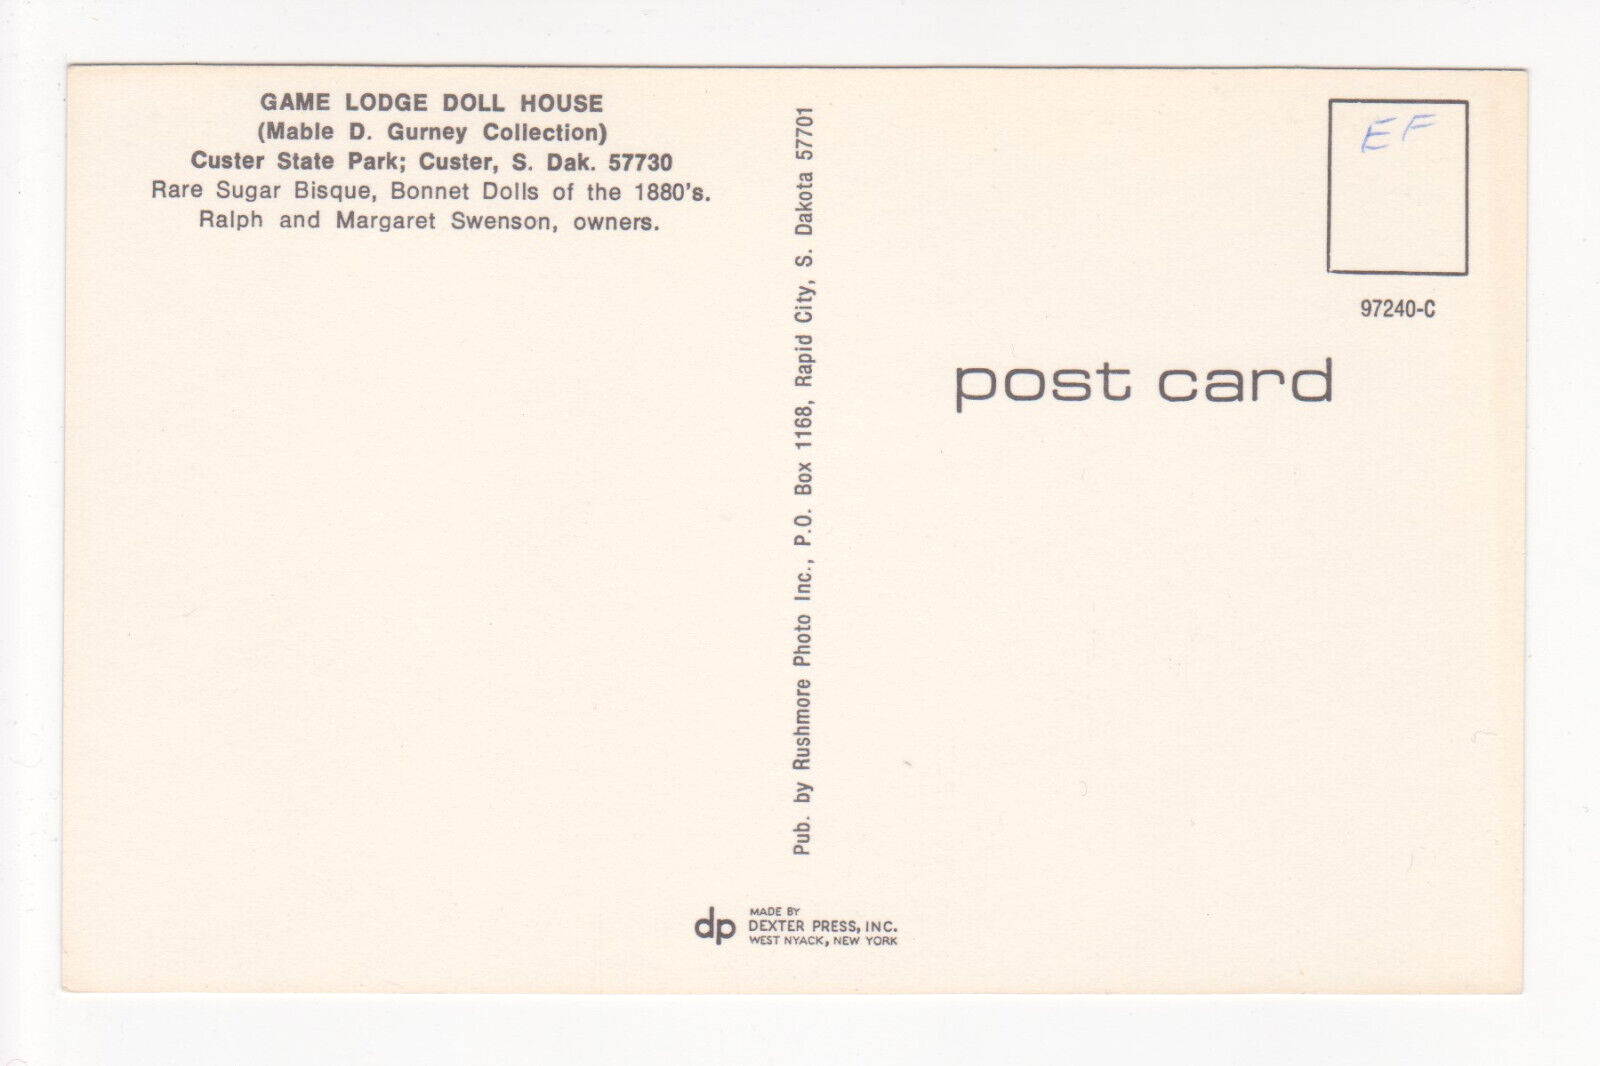 GAME LODGE DOLL HOUSE
(Mable D. Gurney Collection)
Custer State Park; Custer, S. Dak. 57730
Rare Sugar Bisque, Bonnet Dolls of the 1880's.
Ralph and Margaret Swenson, owners.
Pub. by Rushmore Photo Inc., P.O. Box 1168, Rapid City, S. Dakota 57701
EF
97240-C
post card
dp
MADE BY
DEXTER PRESS, INC.
WEST NYACK, NEW YORK